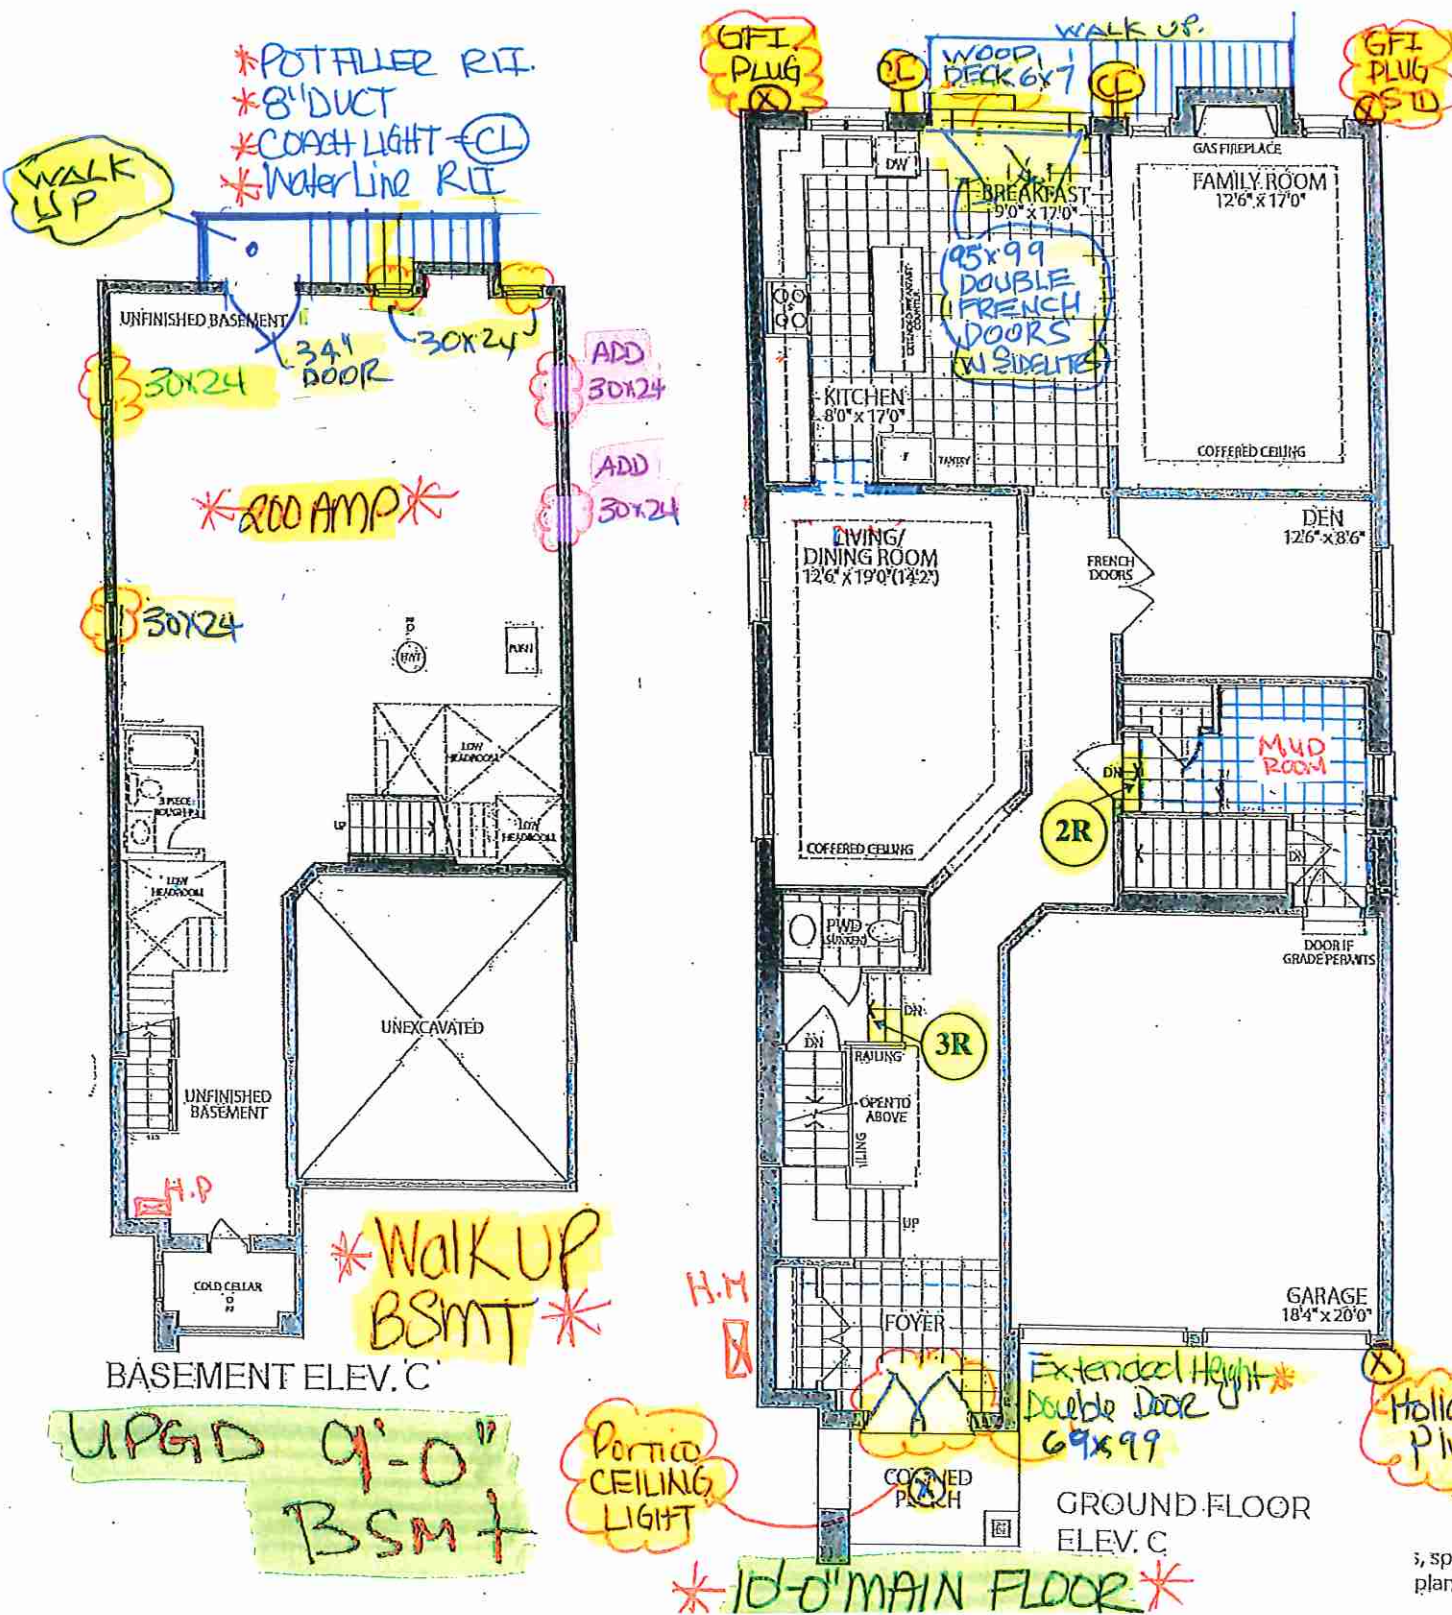 *POTFILLER R/I.
*8" DUCT
*COACH LIGHT - CL
*Water Line R/I
WALK
UP
UNFINISHED BASEMENT
34"
DOOR
30x24
30x24
ADD
30x24
ADD
30x24
*200 AMP*
30x24
HWT
FURN
LOW
HEADROOM
3 PIECE
ROUGH-IN
UP
LOW
HEADROOM
LOW
HEADROOM
UNEXCAVATED
UNFINISHED
BASEMENT
H.P
COLD CELLAR
*WalK UP
BSMT*
BASEMENT ELEV. 'C'
UPGD 9'-0"
BSMT
WALK UP.
GFI
PLUG
X
CL
WOOD
DECK 6x7
CL
GFI
PLUG
STD
X
DW
BREAKFAST
9'0" x 17'0"
GAS FIREPLACE
FAMILY ROOM
12'6" x 17'0"
95x99
DOUBLE
FRENCH
DOORS
W SIDELITES
EXTENDED BREAKFAST
COUNTER
KITCHEN
8'0" x 17'0"
F
PANTRY
COFFERED CEILING
LIVING/
DINING ROOM
12'6" x 19'0"(14'2")
FRENCH
DOORS
DEN
12'6" x 8'6"
MUD
ROOM
DN
2R
DN
COFFERED CEILING
PWD
(SUNKEN)
DOOR IF
GRADE PERMITS
DN
DN
3R
RAILING
OPEN TO
ABOVE
UP
H.M
FOYER
GARAGE
18'4" x 20'0"
Extended Height*
Double Door
69x99
X
Portico
CEILING
LIGHT
COVERED
PORCH
GROUND FLOOR
ELEV. C
*10'-0" MAIN FLOOR*